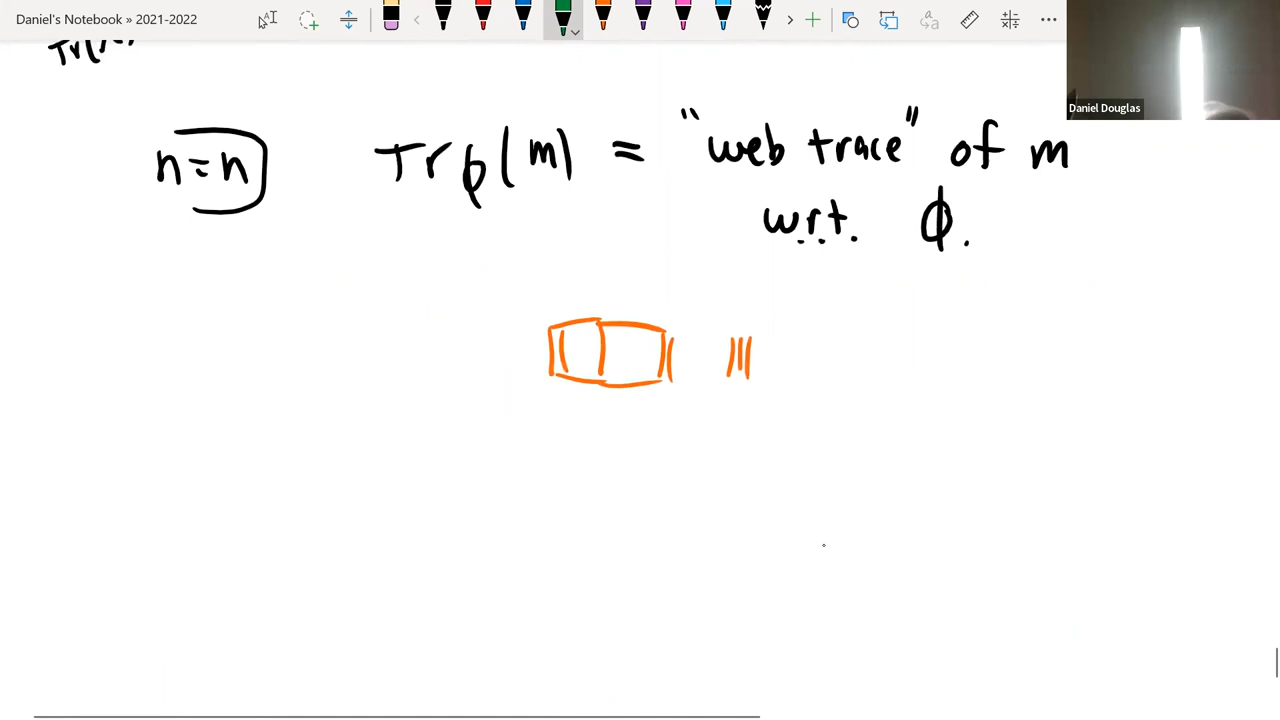 Daniel's Notebook » 2021-2022
Daniel Douglas
n=n Trφ(m) = "web trace" of m
w.r.t. φ.